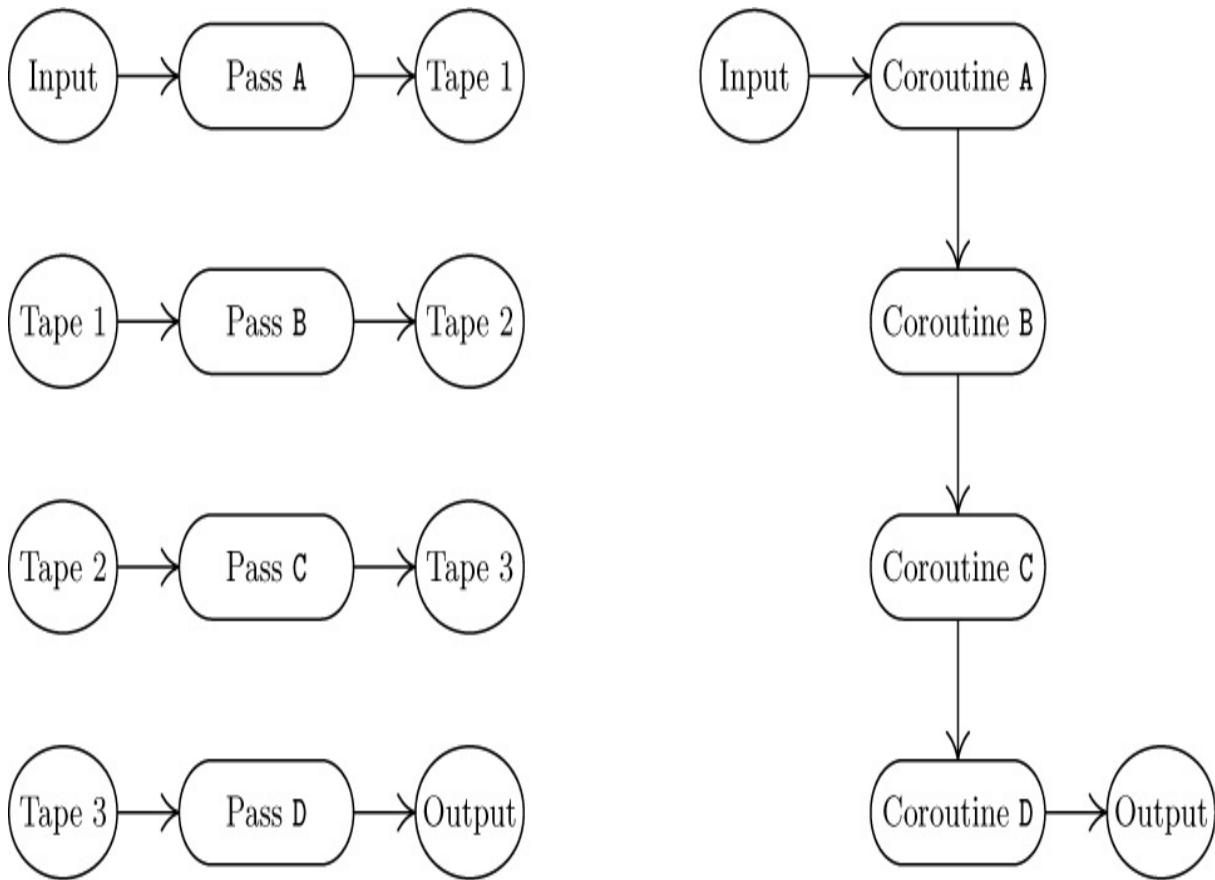 Input
Pass A
Tape 1
Input
Coroutine A
Tape 1
Pass B
Tape 2
Coroutine B
Tape 2
Pass C
Tape 3
Coroutine C
Tape 3
Pass D
Output
Coroutine D
Output